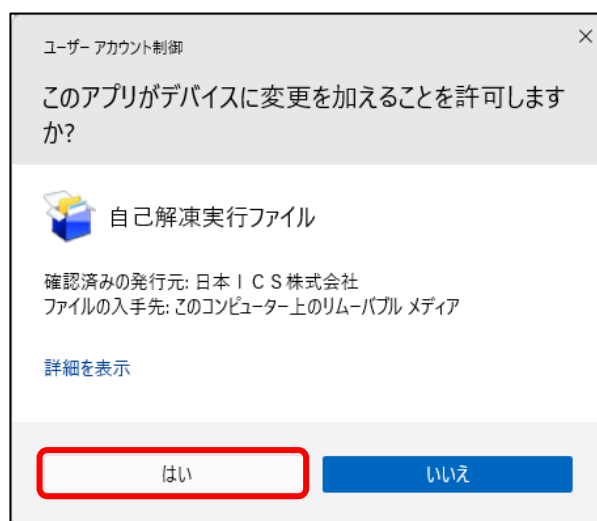 ユーザー アカウント制御
このアプリがデバイスに変更を加えることを許可します
か?
自己解凍実行ファイル
確認済みの発行元: 日本ＩＣＳ株式会社
ファイルの入手先: このコンピューター上のリムーバブル メディア
詳細を表示
はい
いいえ